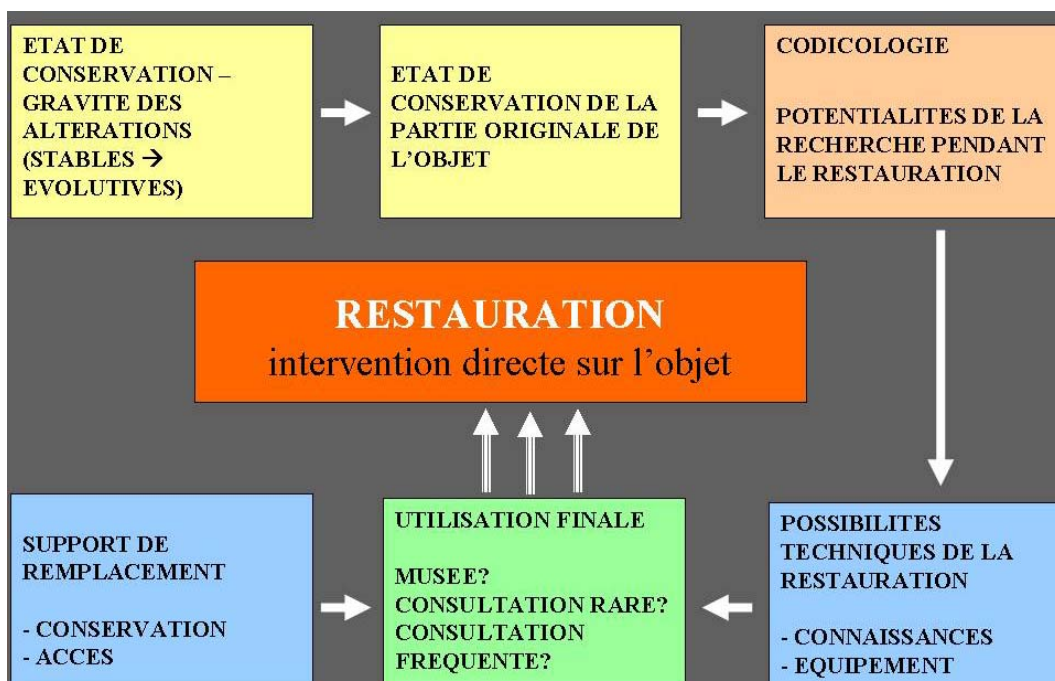 ETAT DE
CONSERVATION –
GRAVITE DES
ALTERATIONS
(STABLES →
EVOLUTIVES)
ETAT DE
CONSERVATION DE LA
PARTIE ORIGINALE DE
L’OBJET
CODICOLOGIE
POTENTIALITES DE LA
RECHERCHE PENDANT
LE RESTAURATION
RESTAURATION
intervention directe sur l’objet
SUPPORT DE
REMPLACEMENT
- CONSERVATION
- ACCES
UTILISATION FINALE
MUSEE?
CONSULTATION RARE?
CONSULTATION
FREQUENTE?
POSSIBILITES
TECHNIQUES DE LA
RESTAURATION
- CONNAISSANCES
- EQUIPEMENT